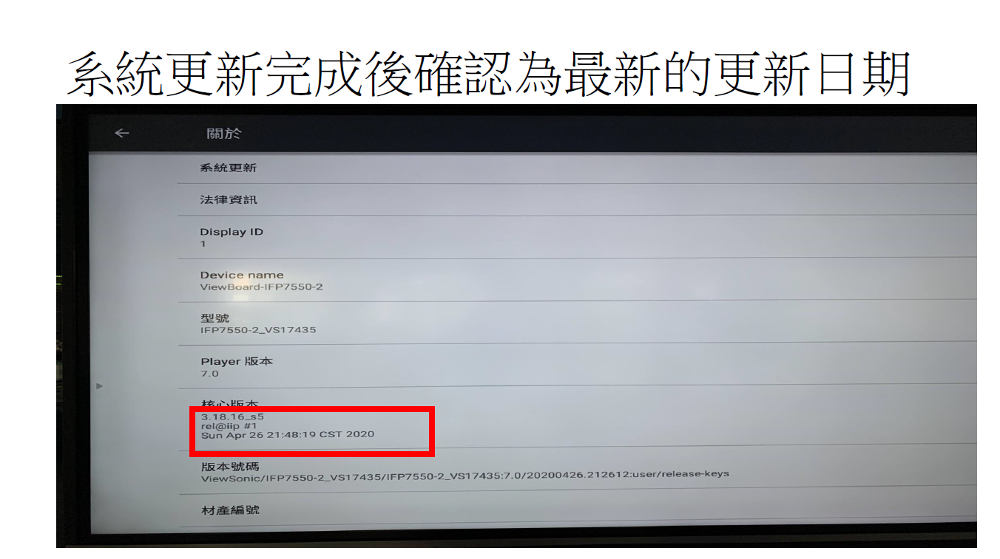 系統更新完成後確認為最新的更新日期
關於
系統更新
法律資訊
Display ID
1
Device name
ViewBoard-IFP7550-2
型號
IFP7550-2_VS17435
Player 版本
7.0
核心版本
3.18.16_s5
rel@iip #1
Sun Apr 26 21:48:19 CST 2020
版本號碼
ViewSonic/IFP7550-2_VS17435/IFP7550-2_VS17435:7.0/20200426.212612:user/release-keys
材產編號